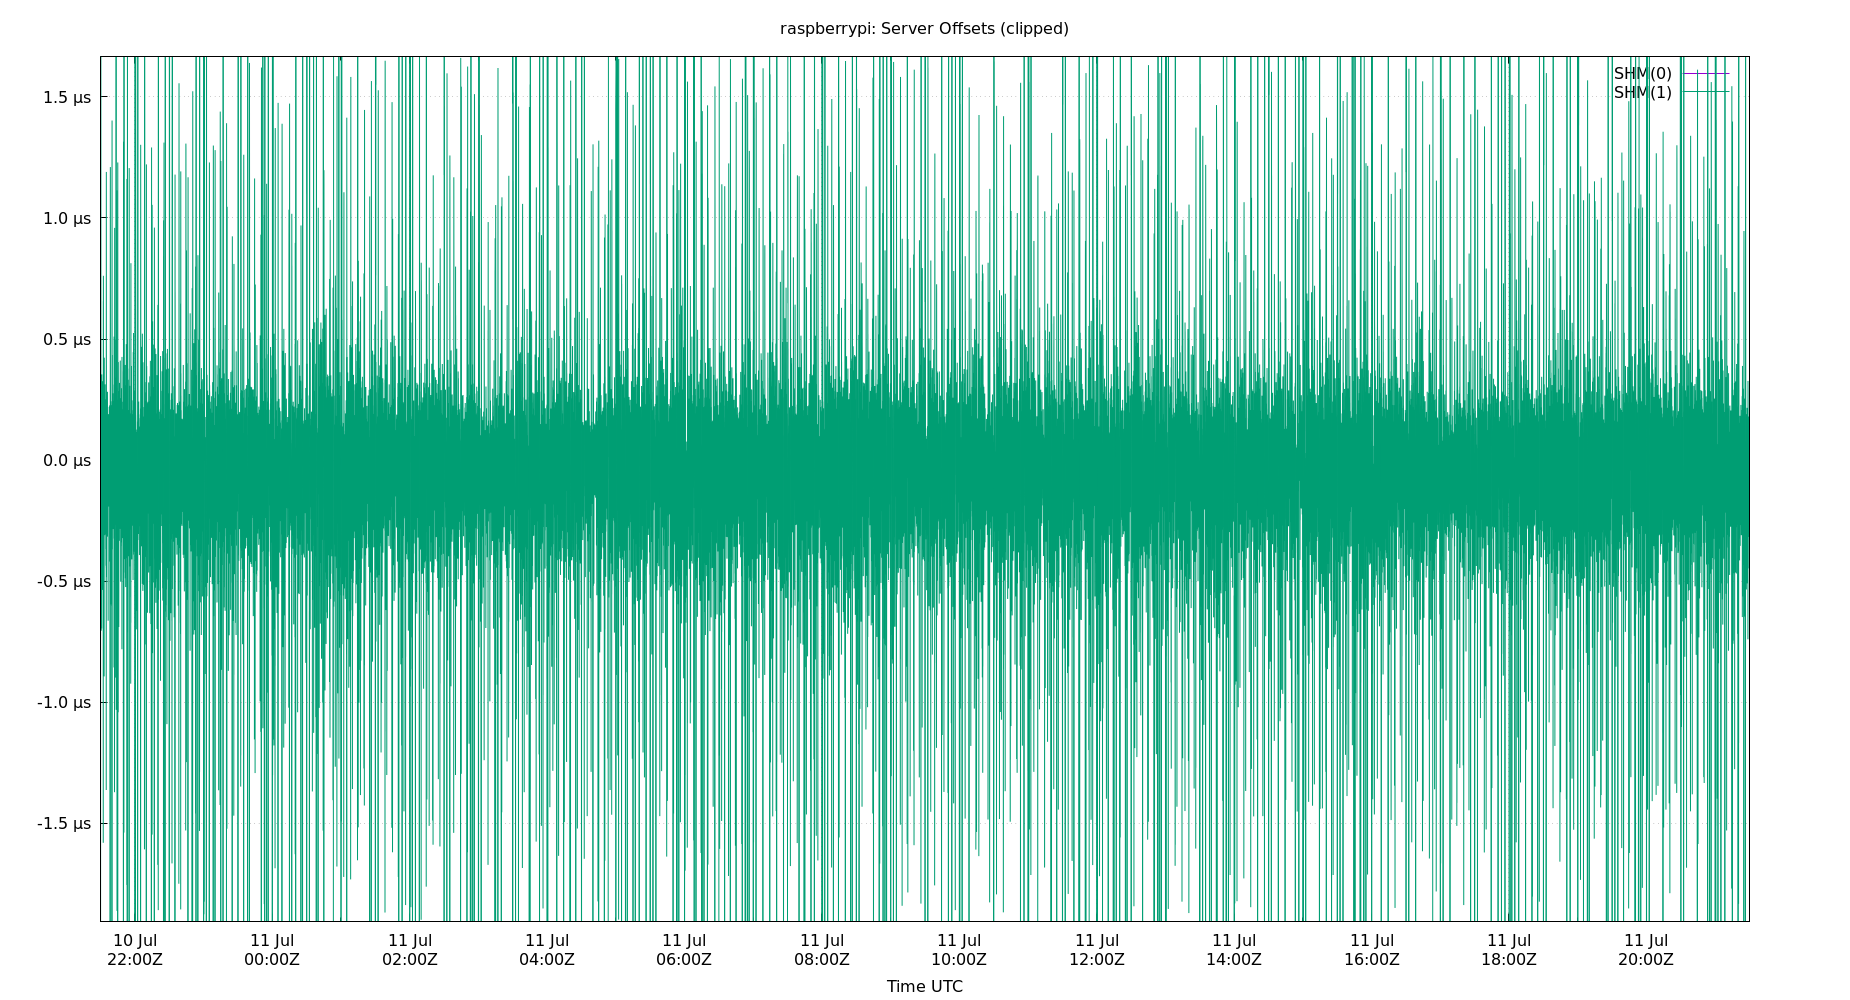 raspberrypi: Server Offsets (clipped)
SHM(0)
SHM(1)
1.5 µs
1.0 µs
0.5 µs
0.0 µs
-0.5 µs
-1.0 µs
-1.5 µs
10 Jul 11 Jul 11 Jul 11 Jul 11 Jul 11 Jul 11 Jul 11 Jul 11 Jul 11 Jul 11 Jul 11 Jul
22:00Z 00:00Z 02:00Z 04:00Z 06:00Z 08:00Z 10:00Z 12:00Z 14:00Z 16:00Z 18:00Z 20:00Z
Time UTC